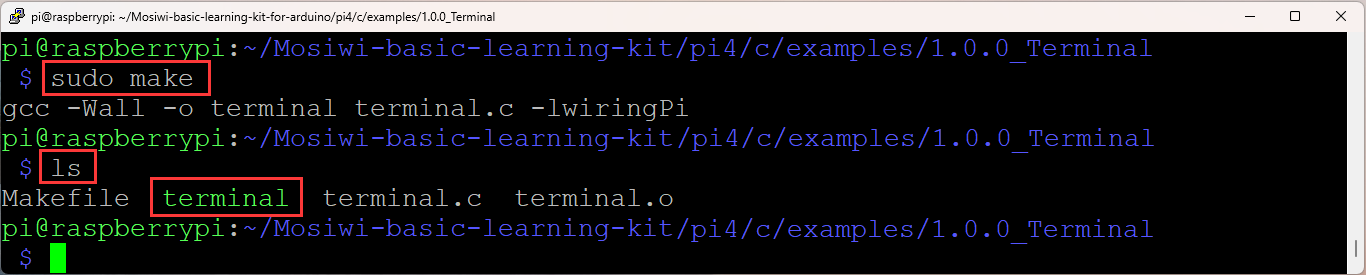 pi@raspberrypi: ~/Mosiwi-basic-learning-kit-for-arduino/pi4/c/examples/1.0.0_Terminal
pi@raspberrypi:~/Mosiwi-basic-learning-kit/pi4/c/examples/1.0.0_Terminal
$ sudo make
gcc -Wall -o terminal terminal.c -lwiringPi
pi@raspberrypi:~/Mosiwi-basic-learning-kit/pi4/c/examples/1.0.0_Terminal
$ ls
Makefile terminal terminal.c terminal.o
pi@raspberrypi:~/Mosiwi-basic-learning-kit/pi4/c/examples/1.0.0_Terminal
$